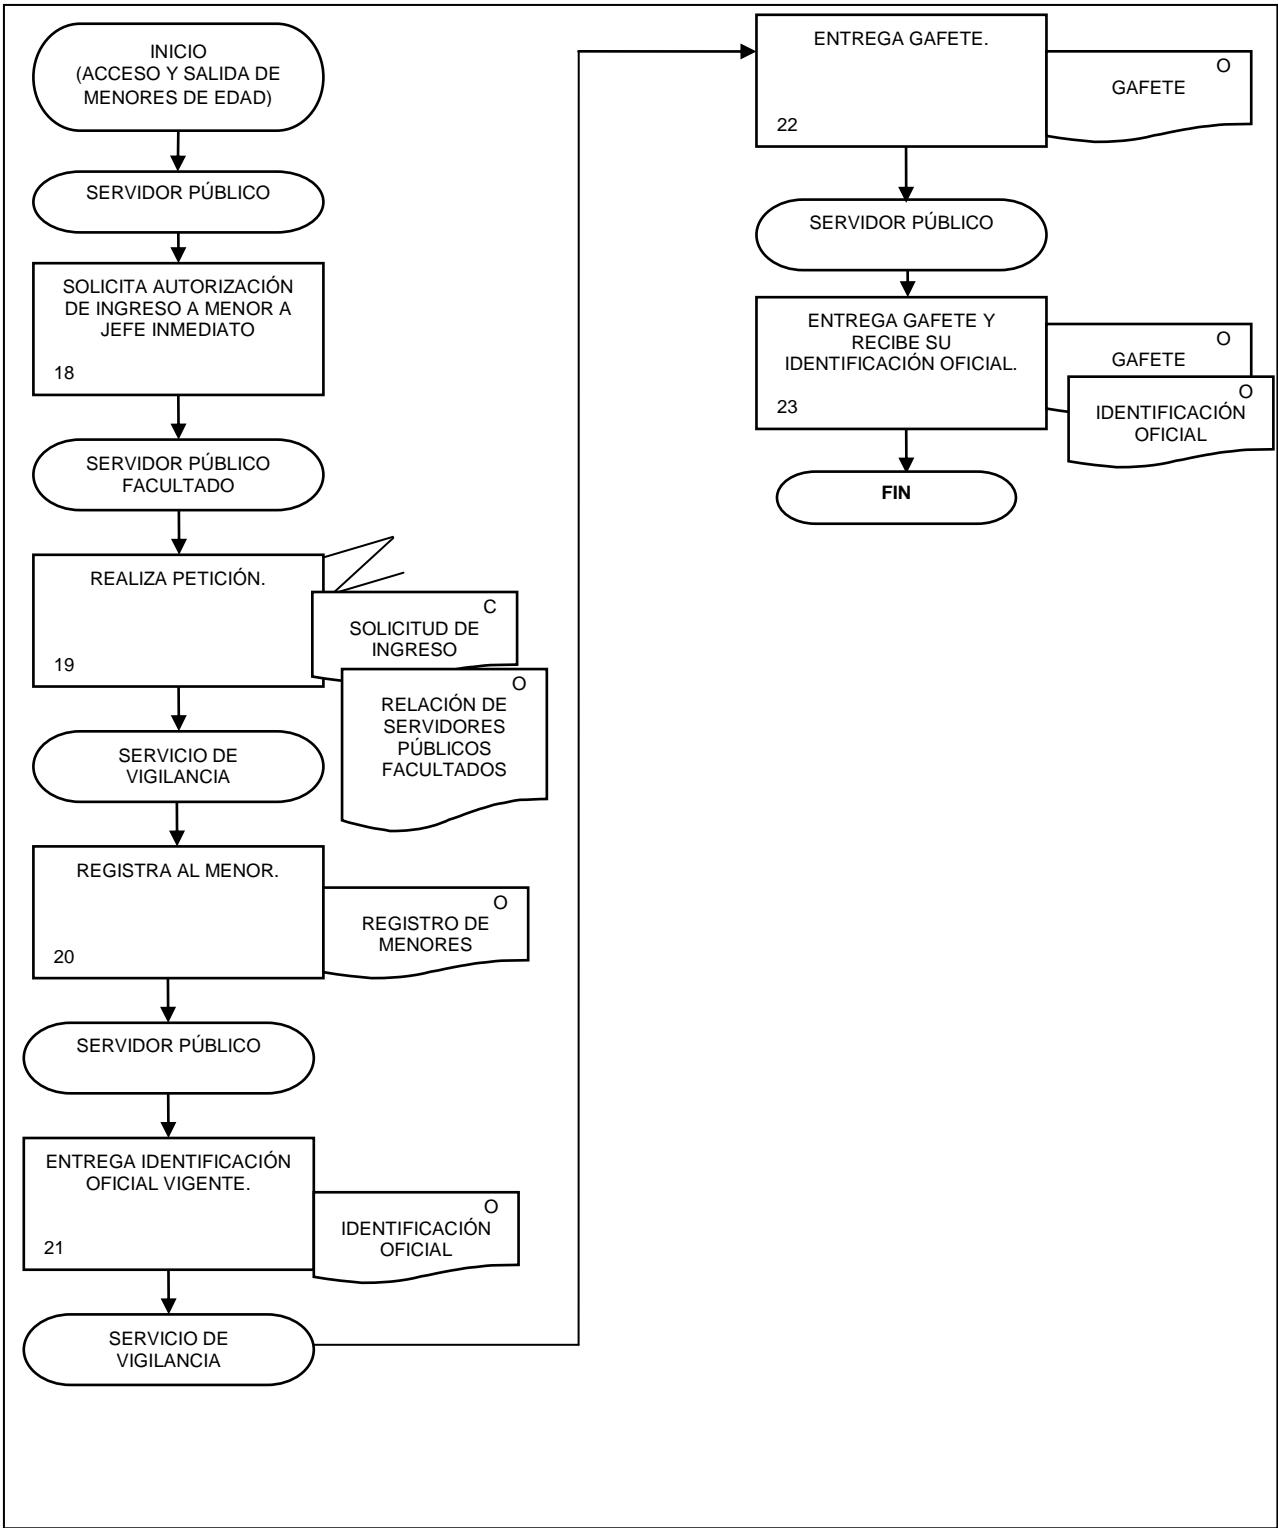 INICIO
(ACCESO Y SALIDA DE
MENORES DE EDAD)
SERVIDOR PÚBLICO
SOLICITA AUTORIZACIÓN
DE INGRESO A MENOR A
JEFE INMEDIATO
18
SERVIDOR PÚBLICO
FACULTADO
REALIZA PETICIÓN.
19
C
SOLICITUD DE
INGRESO
O
RELACIÓN DE
SERVIDORES
PÚBLICOS
FACULTADOS
SERVICIO DE
VIGILANCIA
REGISTRA AL MENOR.
20
O
REGISTRO DE
MENORES
SERVIDOR PÚBLICO
ENTREGA IDENTIFICACIÓN
OFICIAL VIGENTE.
21
O
IDENTIFICACIÓN
OFICIAL
SERVICIO DE
VIGILANCIA
ENTREGA GAFETE.
22
O
GAFETE
SERVIDOR PÚBLICO
ENTREGA GAFETE Y
RECIBE SU
IDENTIFICACIÓN OFICIAL.
23
O
GAFETE
O
IDENTIFICACIÓN
OFICIAL
FIN